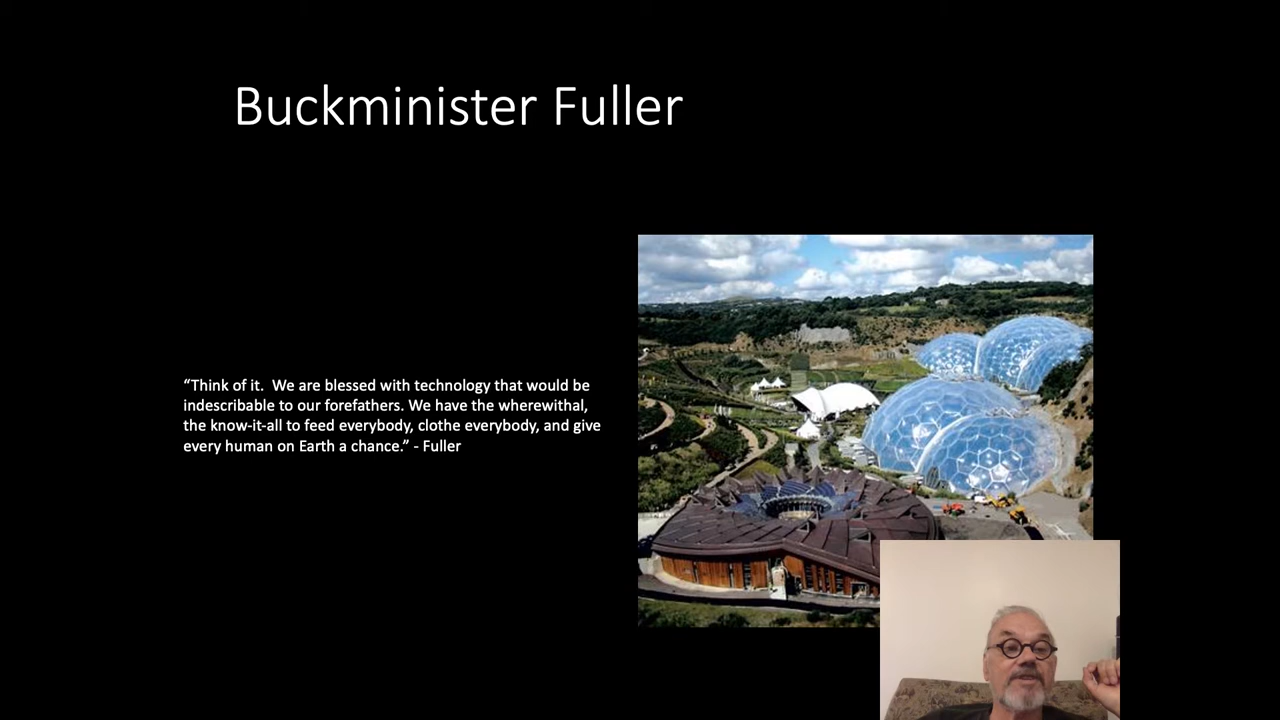 Buckminister Fuller
“Think of it.  We are blessed with technology that would be
indescribable to our forefathers. We have the wherewithal,
the know-it-all to feed everybody, clothe everybody, and give
every human on Earth a chance.” - Fuller